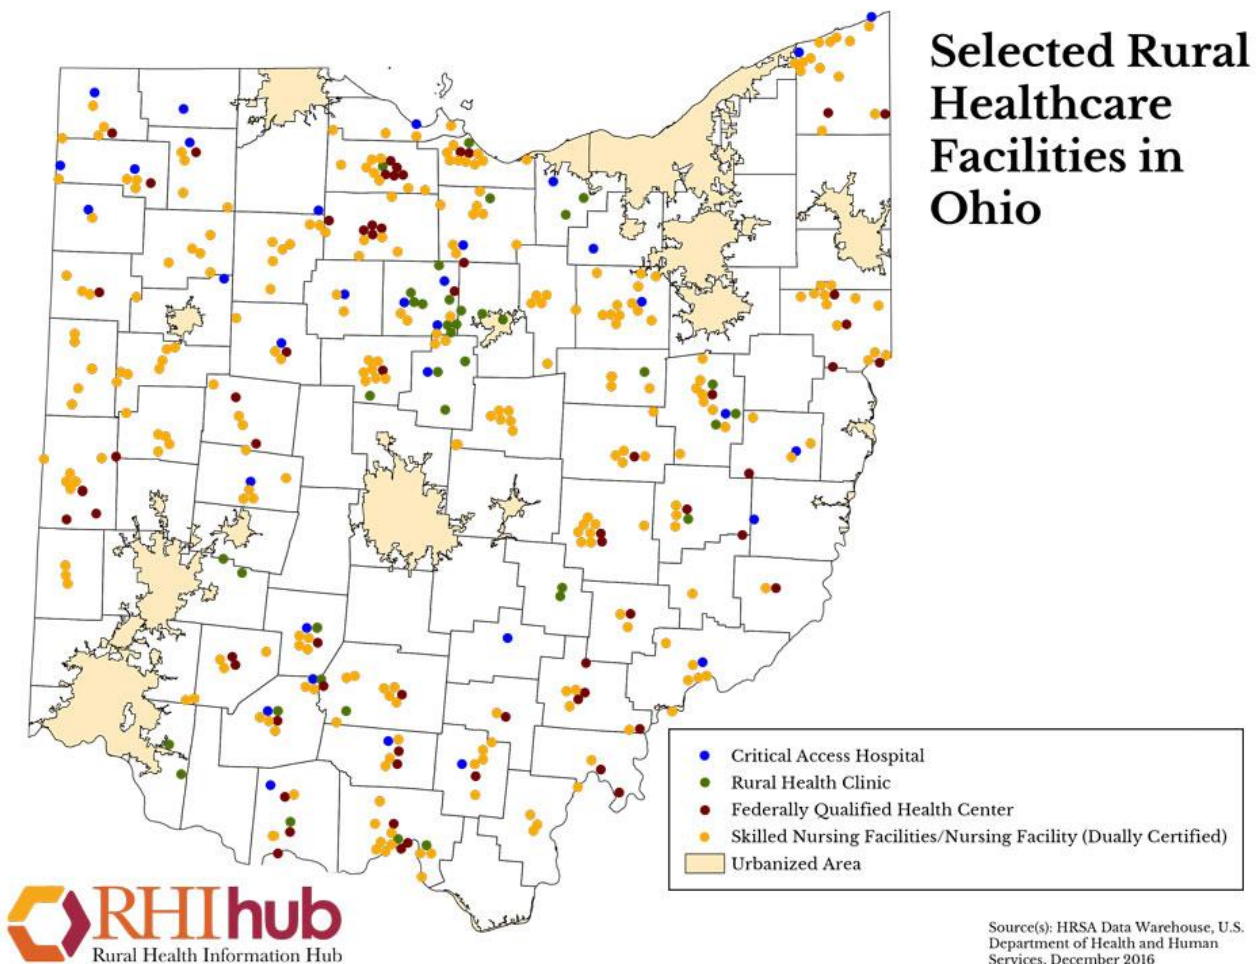 Selected Rural
Healthcare
Facilities in
Ohio
Critical Access Hospital
Rural Health Clinic
Federally Qualified Health Center
Skilled Nursing Facilities/Nursing Facility (Dually Certified)
Urbanized Area
RHIhub
Rural Health Information Hub
Source(s): HRSA Data Warehouse, U.S.
Department of Health and Human
Services, December 2016